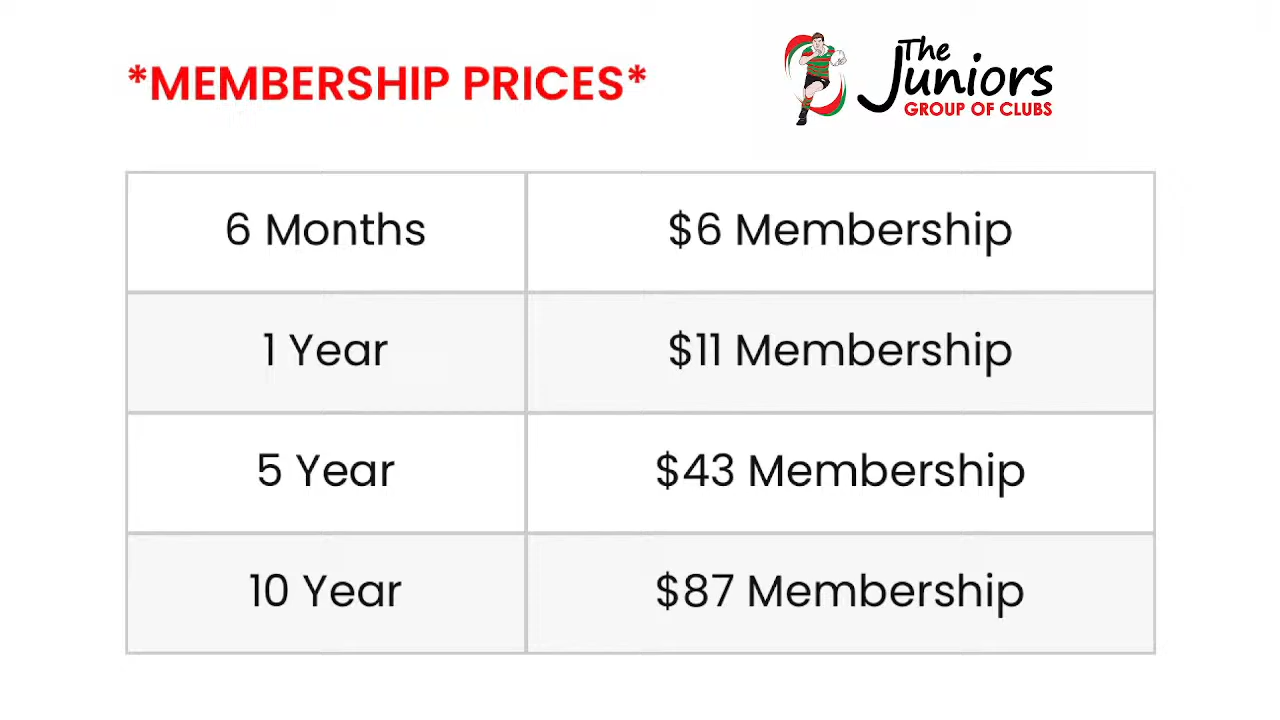 *MEMBERSHIP PRICES*
The
Juniors
GROUP OF CLUBS
6 Months $6 Membership
1 Year $11 Membership
5 Year $43 Membership
10 Year $87 Membership